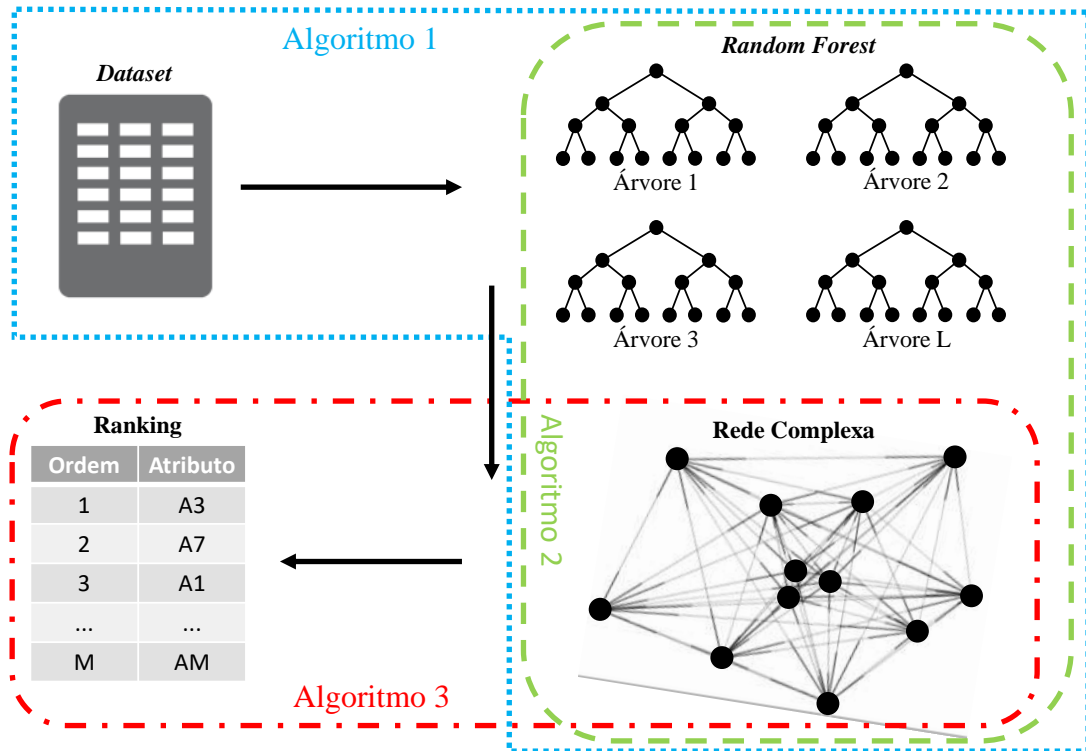 Algoritmo 1
Dataset
Random Forest
Árvore 1
Árvore 2
Árvore 3
Árvore L
Algoritmo 2
Rede Complexa
Ranking
Ordem Atributo
1 A3
2 A7
3 A1
... ...
M AM
Algoritmo 3